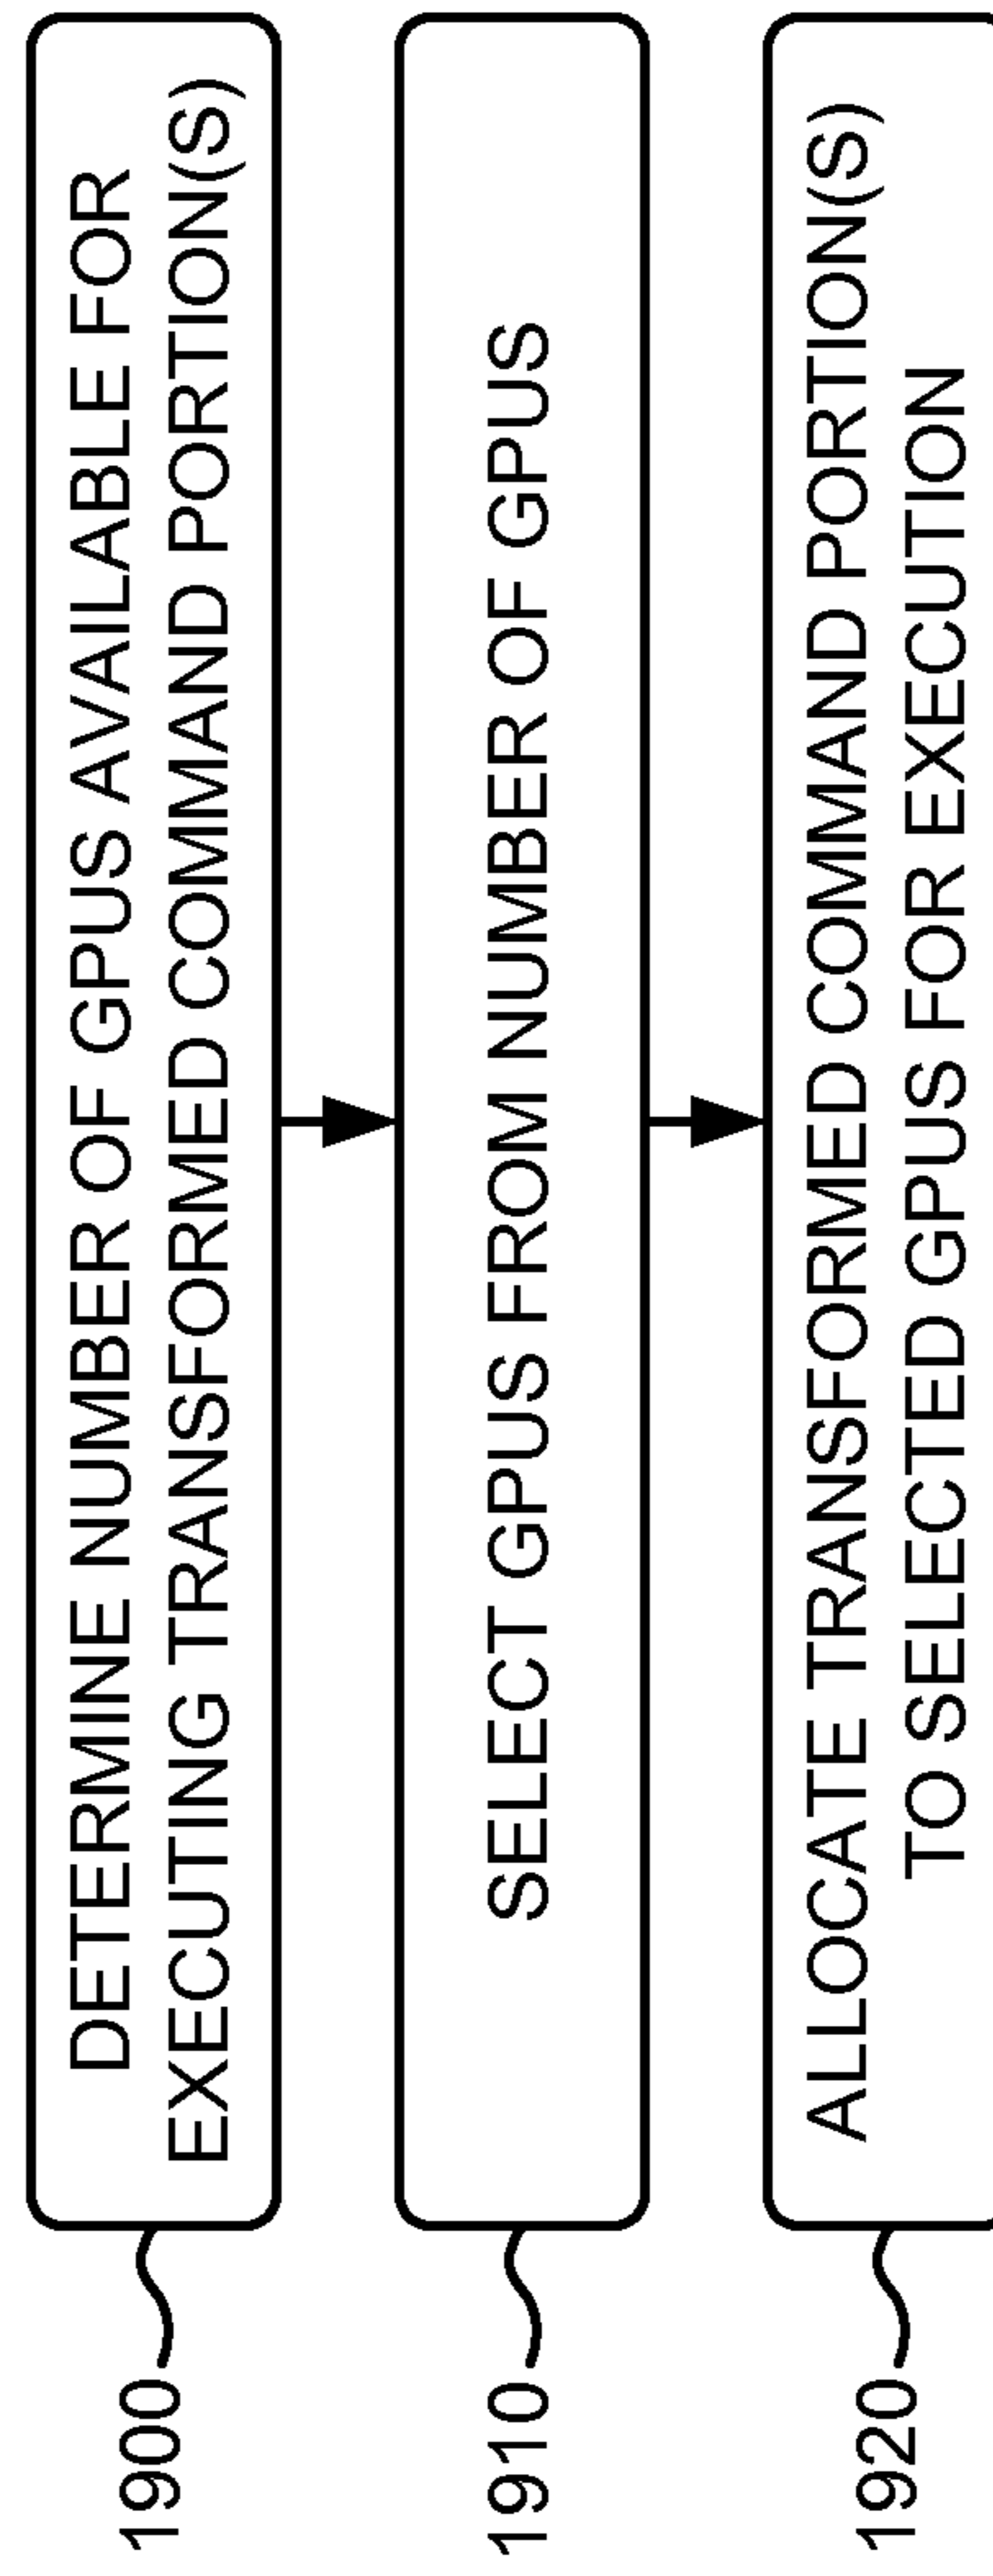 1900
DETERMINE NUMBER OF GPUS AVAILABLE FOR
EXECUTING TRANSFORMED COMMAND PORTION(S)
1910
SELECT GPUS FROM NUMBER OF GPUS
1920
ALLOCATE TRANSFORMED COMMAND PORTION(S)
TO SELECTED GPUS FOR EXECUTION